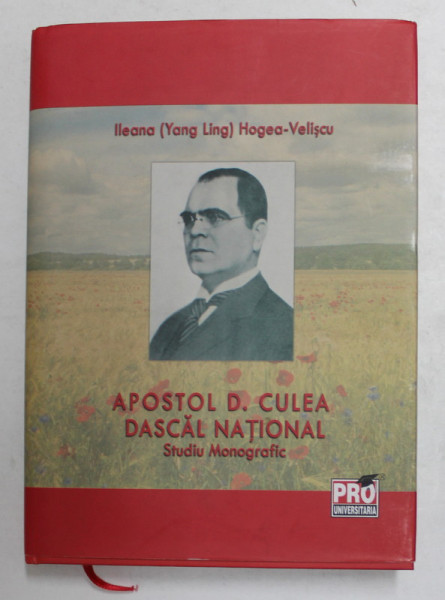 Ileana (Yang Ling) Hogea-Velişcu
APOSTOL D. CULEA
DASCĂL NAŢIONAL
Studiu Monografic
PRO
UNIVERSITARIA